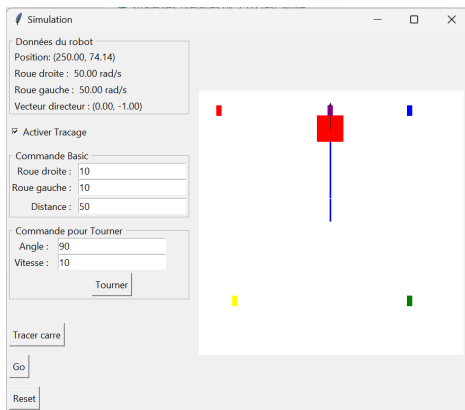 Simulation
Données du robot
Position: (250.00, 74.14)
Roue droite : 50.00 rad/s
Roue gauche : 50.00 rad/s
Vecteur directeur : (0.00, -1.00)
Activer Tracage
Commande Basic
Roue droite : 10
Roue gauche : 10
Distance : 50
Commande pour Tourner
Angle : 90
Vitesse : 10
Tourner
Tracer carre
Go
Reset